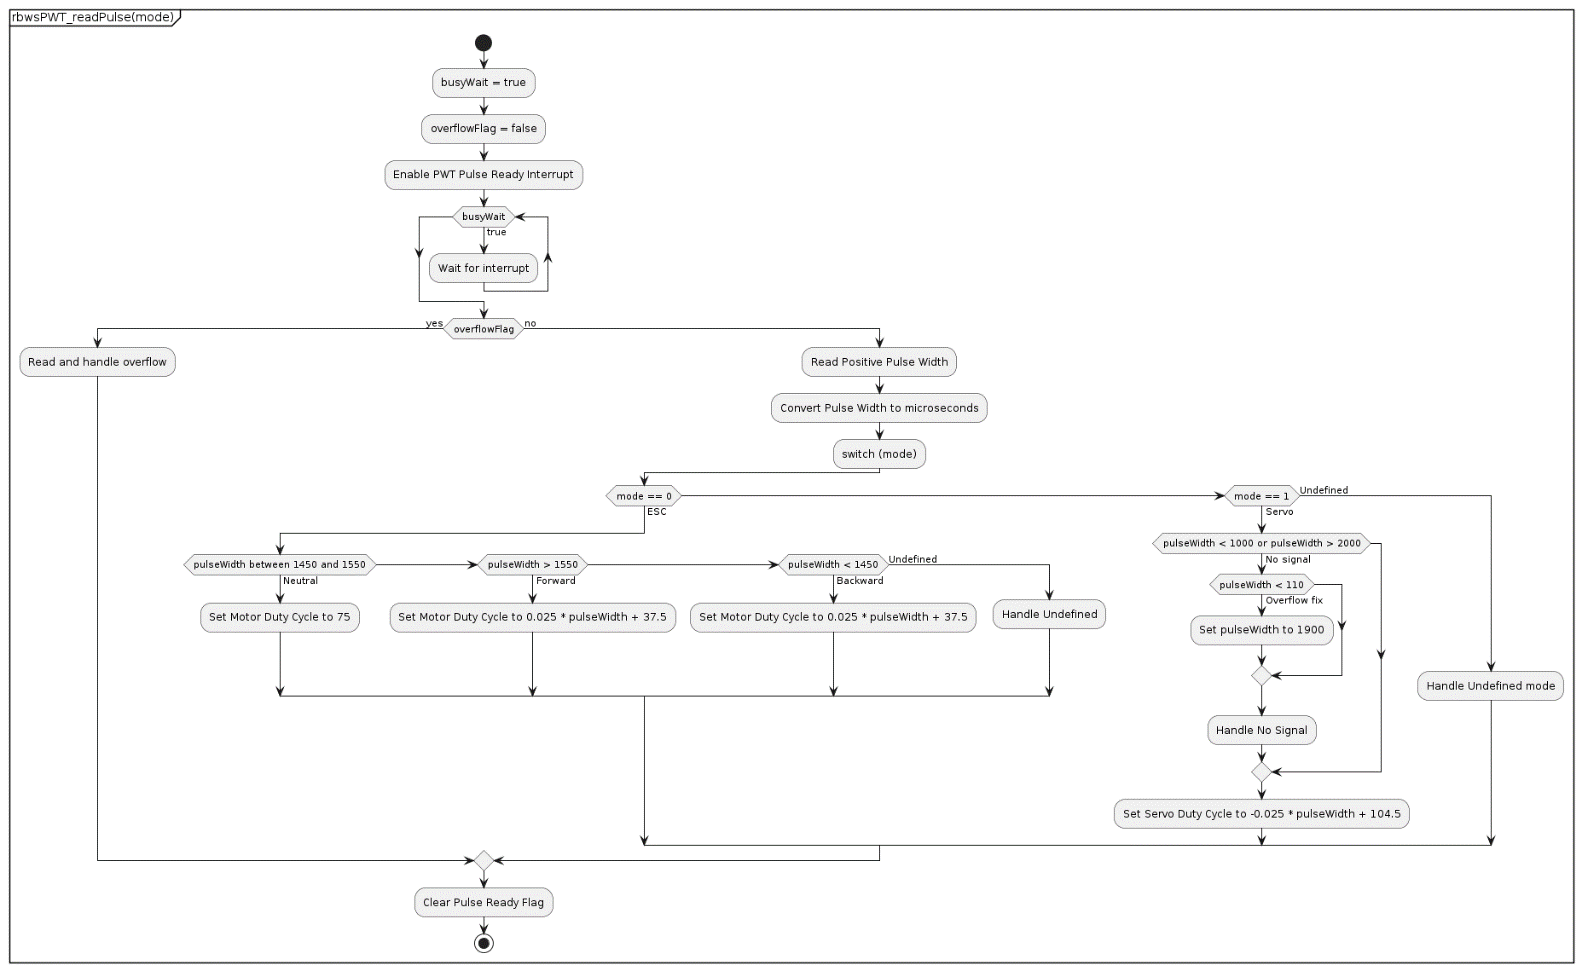 rbwsPWT_readPulse(mode)
busyWait = true
overflowFlag = false
Enable PWT Pulse Ready Interrupt
busyWait
true
Wait for interrupt
yes
overflowFlag
no
Read and handle overflow
Read Positive Pulse Width
Convert Pulse Width to microseconds
switch (mode)
mode == 0
ESC
mode == 1
Undefined
Servo
pulseWidth between 1450 and 1550
Neutral
Set Motor Duty Cycle to 75
pulseWidth > 1550
Forward
Set Motor Duty Cycle to 0.025 * pulseWidth + 37.5
pulseWidth < 1450
Undefined
Backward
Set Motor Duty Cycle to 0.025 * pulseWidth + 37.5
Handle Undefined
pulseWidth < 1000 or pulseWidth > 2000
No signal
pulseWidth < 110
Overflow fix
Set pulseWidth to 1900
Handle No Signal
Set Servo Duty Cycle to -0.025 * pulseWidth + 104.5
Handle Undefined mode
Clear Pulse Ready Flag